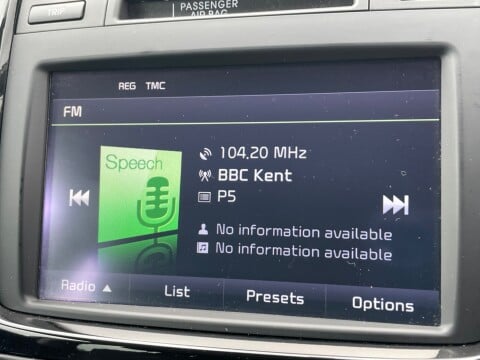 TRIP
PASSENGER
AIR BAG
REG TMC
FM
Speech
104.20 MHz
BBC Kent
P5
No information available
No information available
Radio ▲ List Presets Options